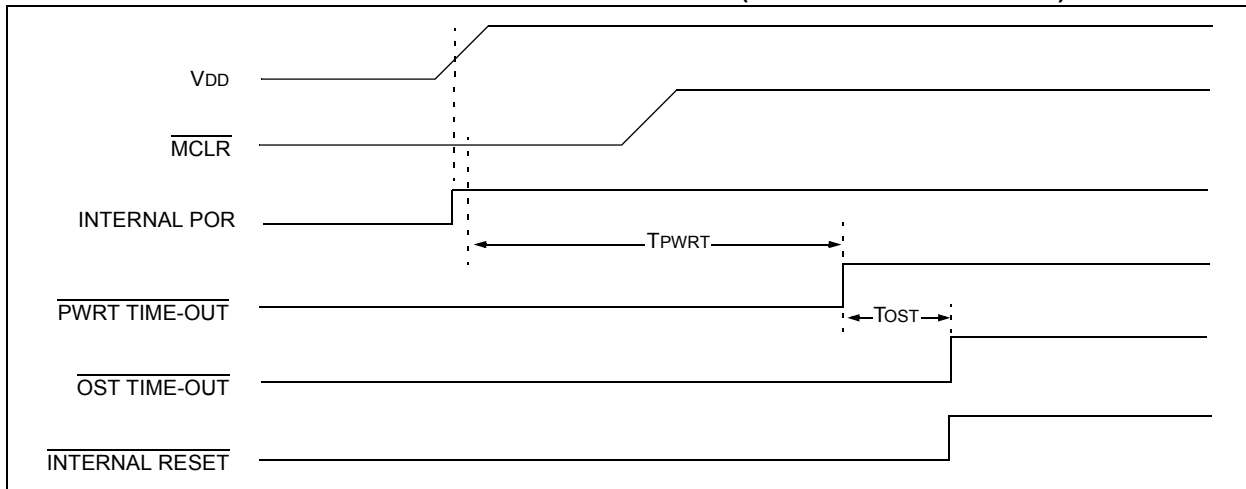 VDD
MCLR
INTERNAL POR
TPWRT
PWRT TIME-OUT
TOST
OST TIME-OUT
INTERNAL RESET